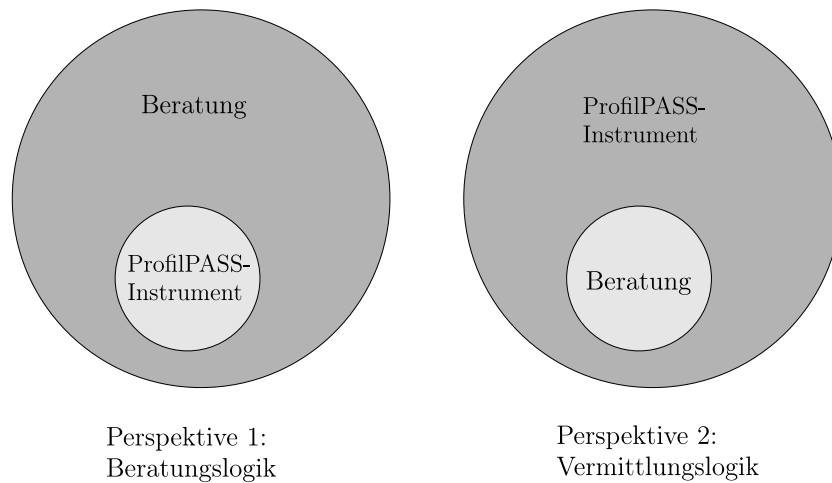 Beratung
ProfilPASS-
Instrument
Perspektive 1:
Beratungslogik
ProfilPASS-
Instrument
Beratung
Perspektive 2:
Vermittlungslogik